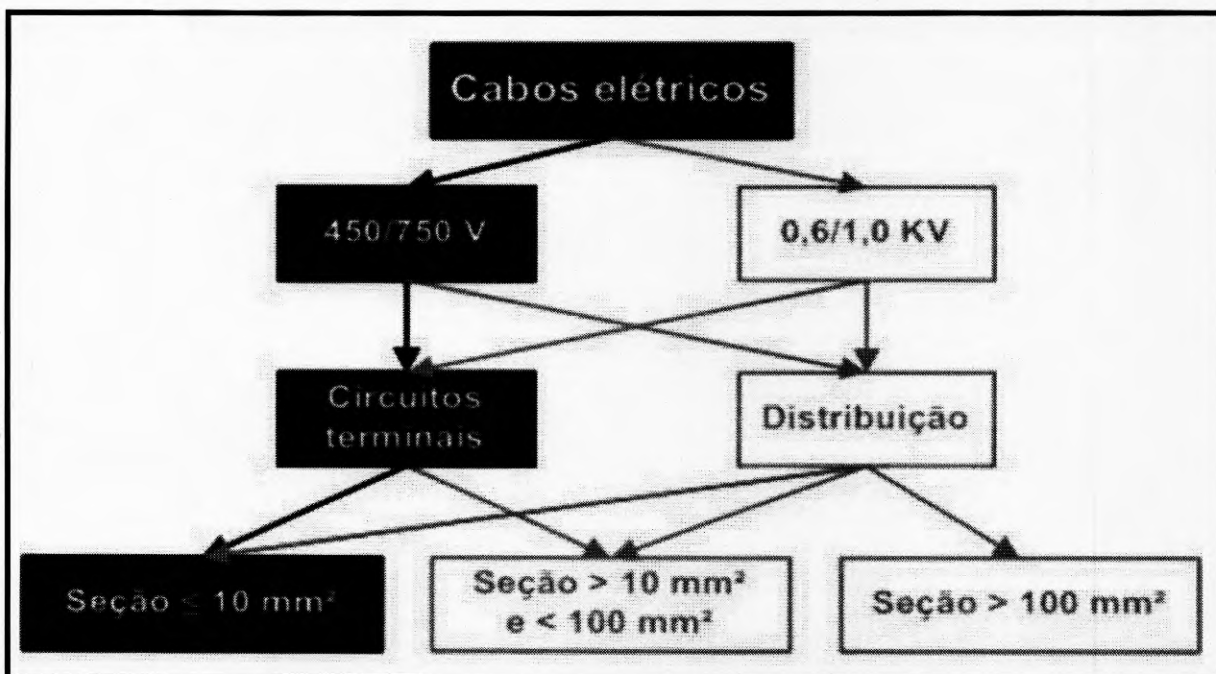 Cabos elétricos
450/750 V
0,6/1,0 KV
Circuitos
terminais
Distribuição
Seção ≤ 10 mm²
Seção > 10 mm²
e < 100 mm²
Seção > 100 mm²